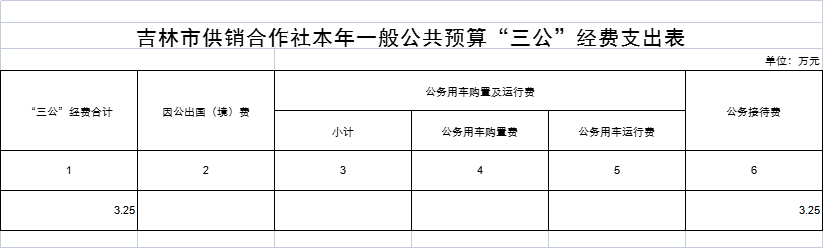 吉林市供销合作社本年一般公共预算“三公”经费支出表
单位：万元
“三公”经费合计 因公出国（境）费 公务用车购置及运行费 公务接待费
小计 公务用车购置费 公务用车运行费
1 2 3 4 5 6
3.25 3.25